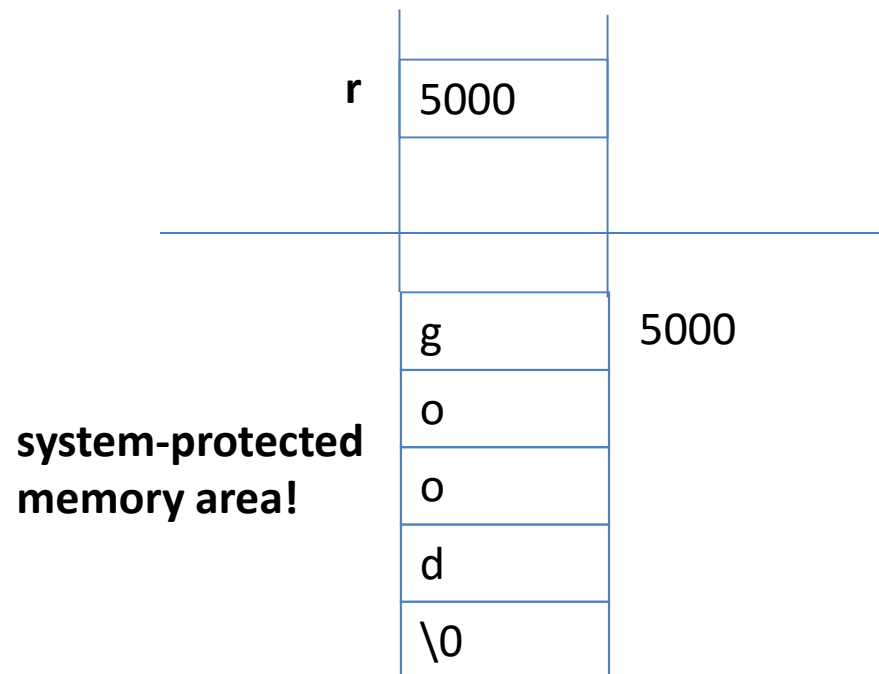 r
5000
g
5000
o
system-protected
memory area!
o
d
\0